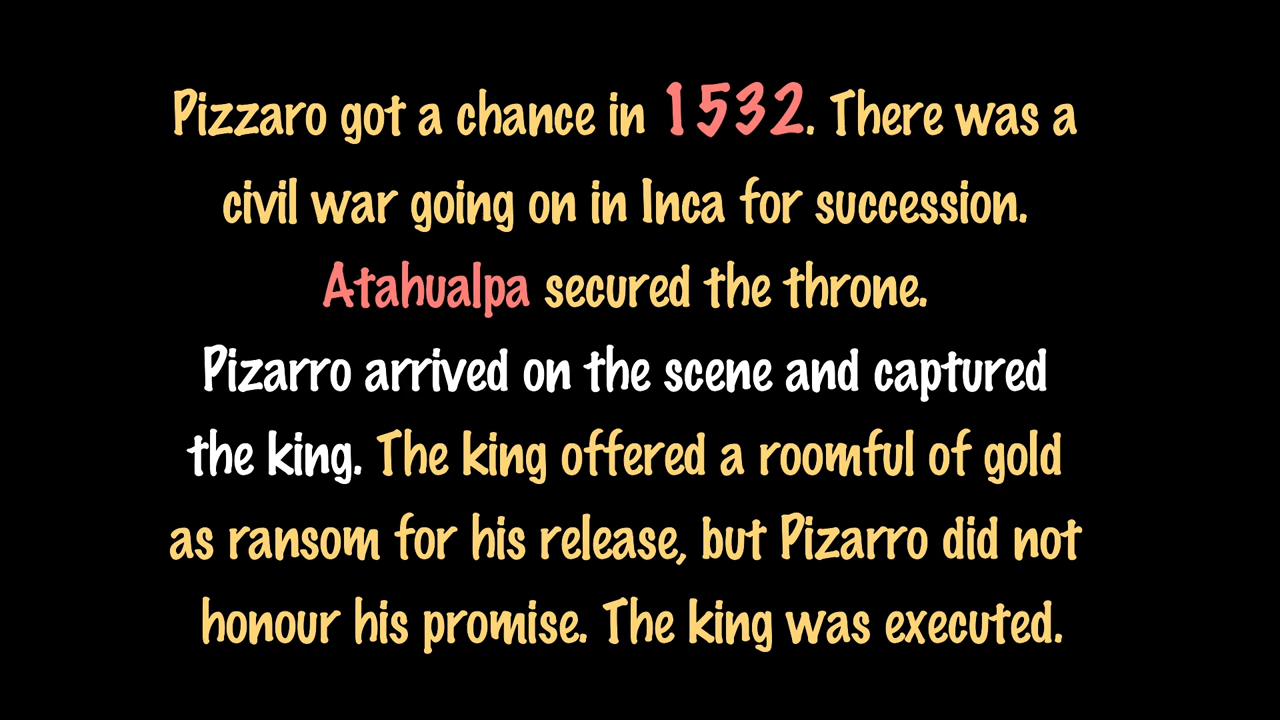 Pizzaro got a chance in 1532. There was a
civil war going on in Inca for succession.
Atahualpa secured the throne.
Pizarro arrived on the scene and captured
the king. The king offered a roomful of gold
as ransom for his release, but Pizarro did not
honour his promise. The king was executed.